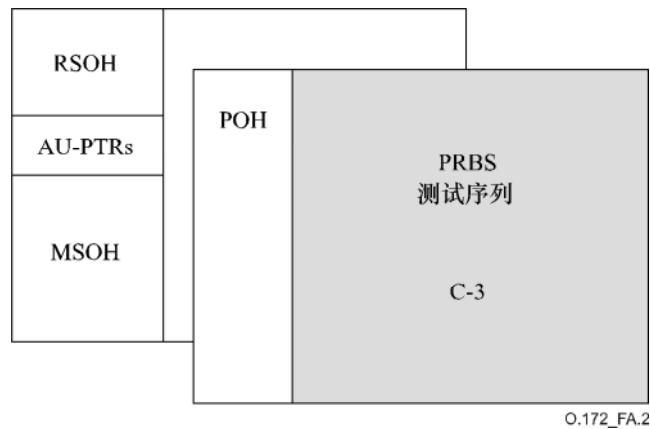 RSOH
AU-PTRs
MSOH
POH
PRBS
测试序列
C-3
O.172_FA.2